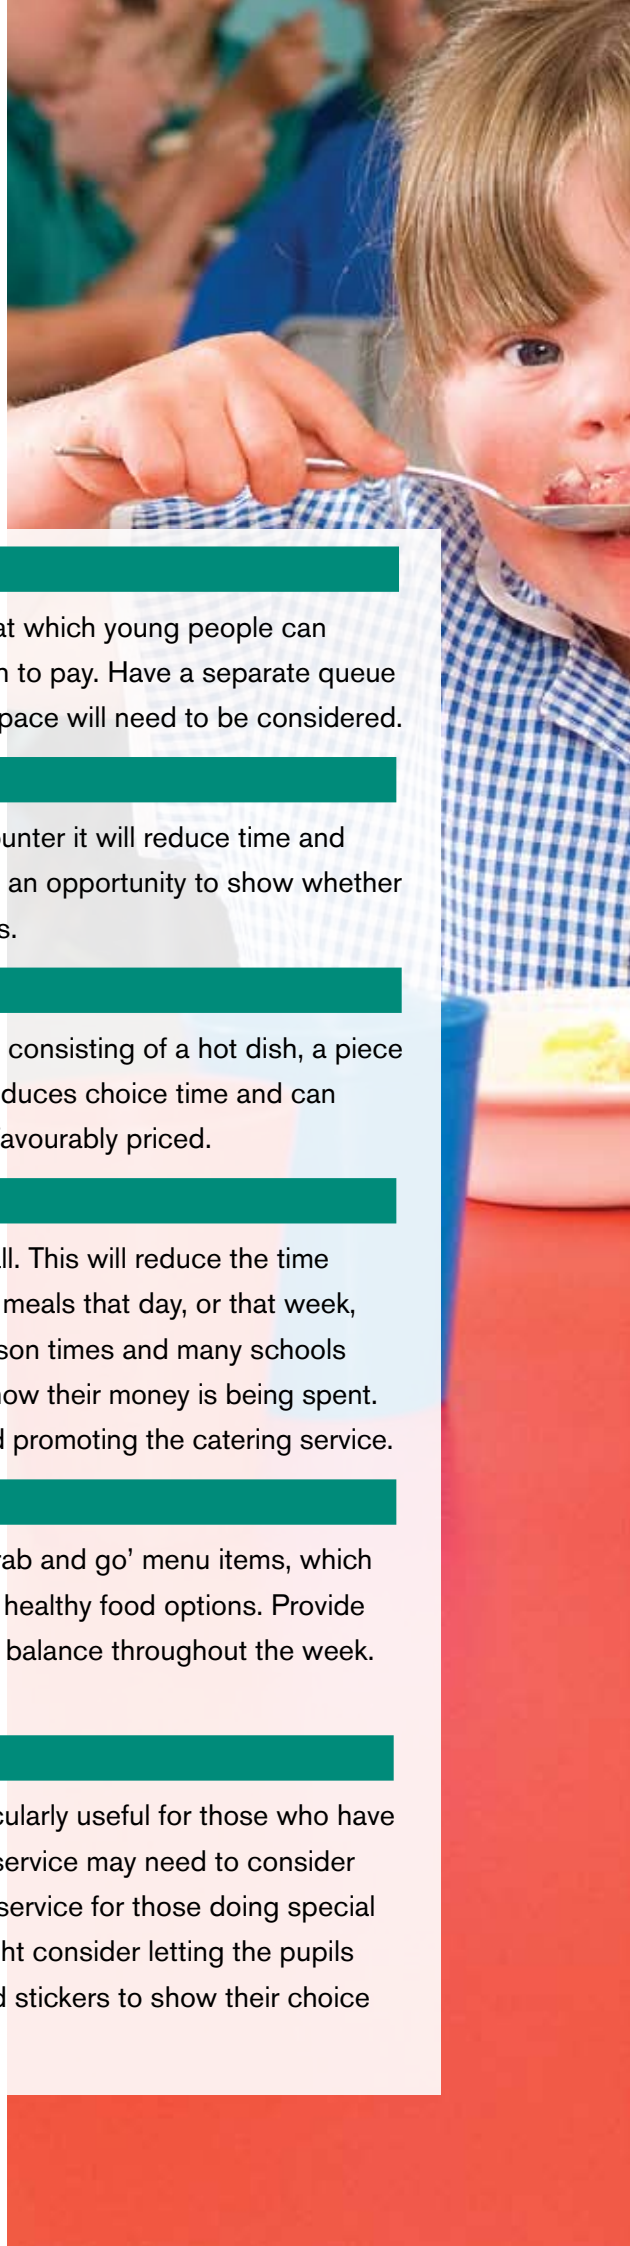 at which young people can
to pay. Have a separate queue
pace will need to be considered.
unter it will reduce time and
an opportunity to show whether
s.
consisting of a hot dish, a piece
duces choice time and can
avourably priced.
ll. This will reduce the time
meals that day, or that week,
son times and many schools
now their money is being spent.
promoting the catering service.
rab and go’ menu items, which
healthy food options. Provide
balance throughout the week.
cularly useful for those who have
service may need to consider
service for those doing special
ht consider letting the pupils
stickers to show their choice